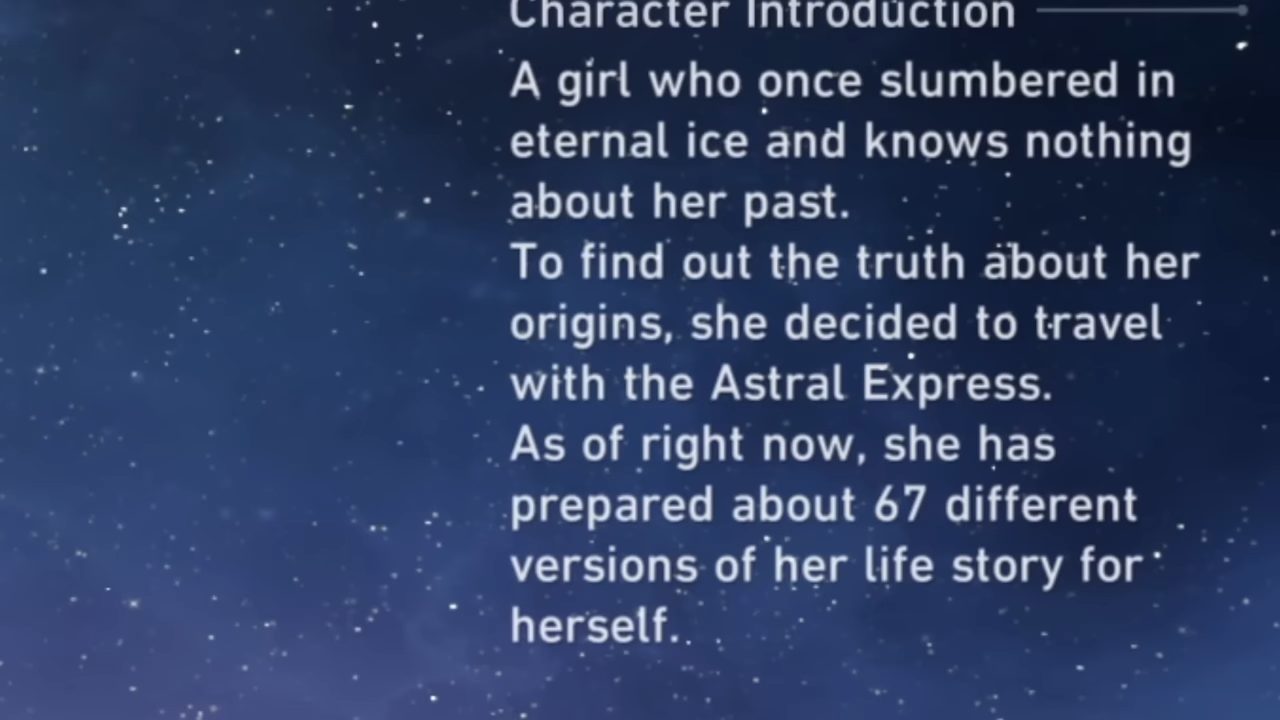 Character Introduction
A girl who once slumbered in
eternal ice and knows nothing
about her past.
To find out the truth about her
origins, she decided to travel
with the Astral Express.
As of right now, she has
prepared about 67 different
versions of her life story for
herself.